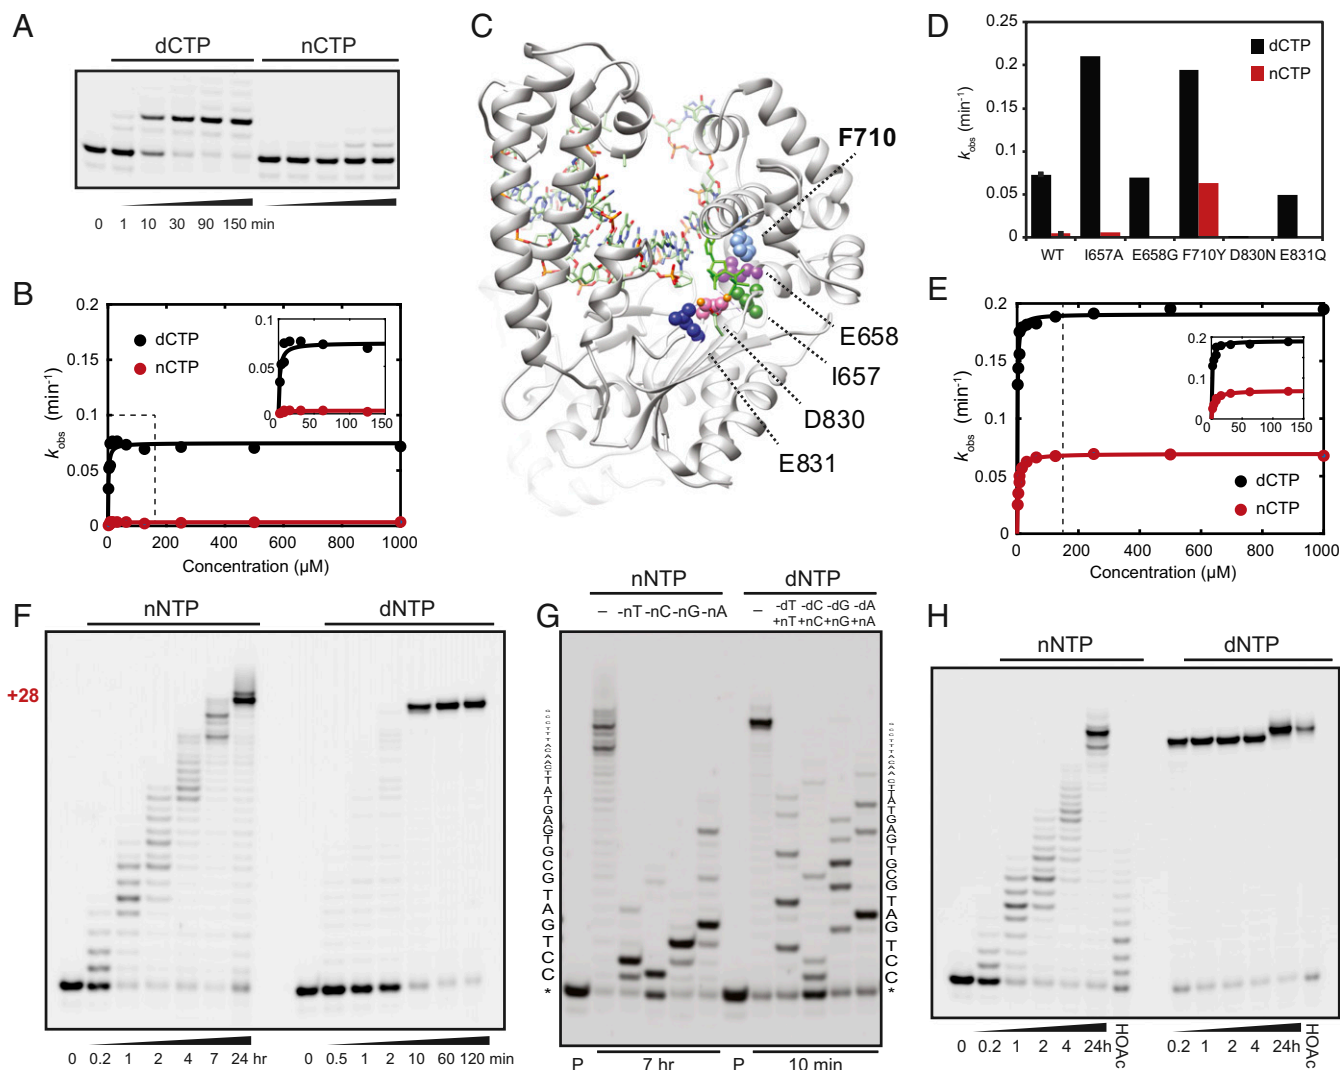 A
dCTP nCTP
0 1 10 30 90 150 min
B
0.2
0.15
0.1
0.05
0
kobs (min-1)
dCTP
nCTP
0.1
0.05
0
0 50 100 150
0 200 400 600 800 1000
Concentration (µM)
C
F710
E658
I657
D830
E831
D
0.25
0.2
0.15
0.1
0.05
0
kobs (min-1)
dCTP
nCTP
WT I657A E658G F710Y D830N E831Q
E
0.2
0.15
0.1
0.05
0
kobs (min-1)
0.2
0.1
0
0 50 100 150
dCTP
nCTP
0 200 400 600 800 1000
Concentration (µM)
F
nNTP dNTP
+28
0 0.2 1 2 4 7 24 hr
0 0.5 1 2 10 60 120 min
G
nNTP dNTP
– -nT -nC -nG -nA
– -dT -dC -dG -dA
+nT +nC +nG +nA
T
A
T
G
A
G
T
G
C
G
T
A
G
T
C
C
*
T
A
T
G
A
G
T
G
C
G
T
A
G
T
C
C
*
P 7 hr P 10 min
H
nNTP dNTP
0 0.2 1 2 4 24h HOAc
0.2 1 2 4 24h HOAc